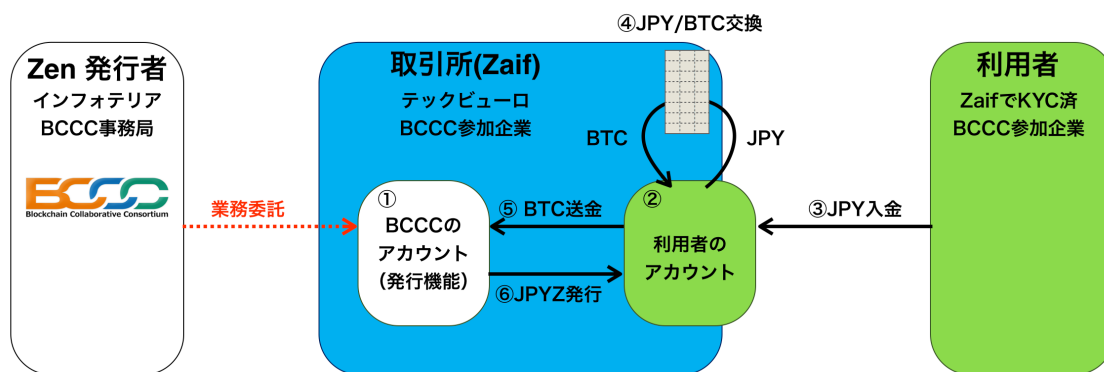 ④JPY/BTC交換
Zen 発行者
インフォテリア
BCCC事務局
BCCC
Blockchain Collaborative Consortium
業務委託
取引所(Zaif)
テックビューロ
BCCC参加企業
BTC
JPY
①
BCCCの
アカウント
（発行機能）
⑤ BTC送金
⑥JPYZ発行
②
利用者の
アカウント
③JPY入金
利用者
ZaifでKYC済
BCCC参加企業